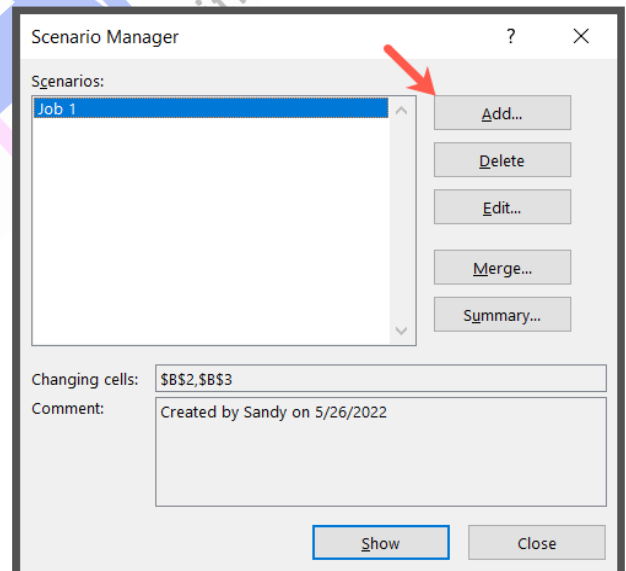 Scenario Manager
?
Scenarios:
Job 1
Add...
Delete
Edit...
Merge...
Summary...
Changing cells: $B$2,$B$3
Comment: Created by Sandy on 5/26/2022
Show Close